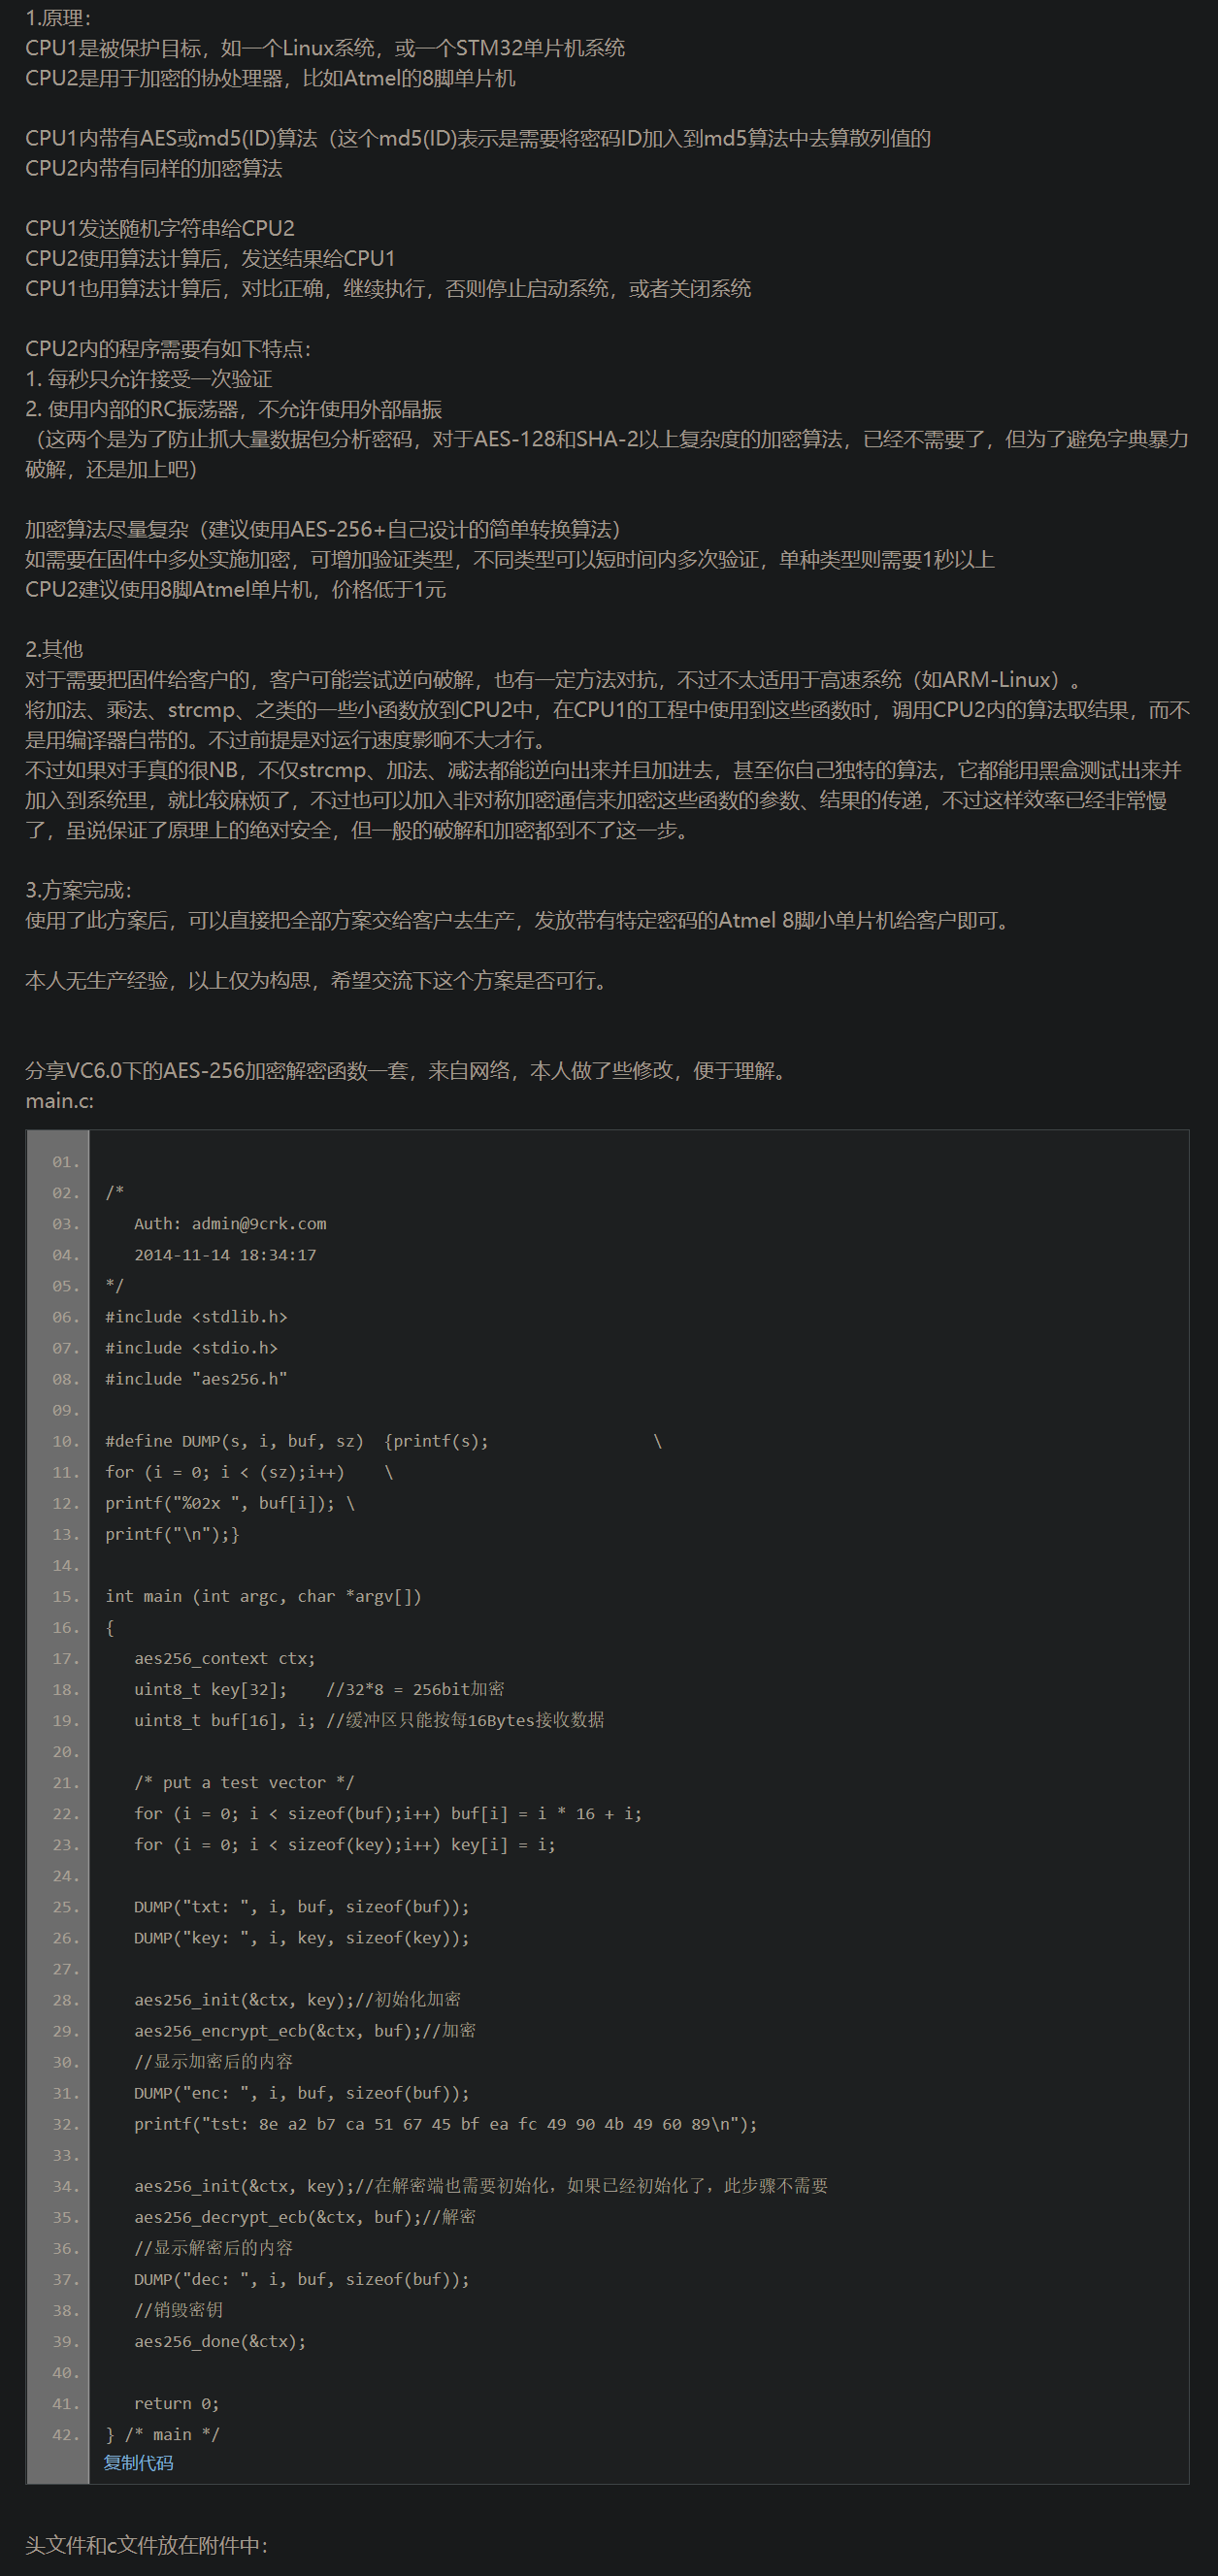 1.原理：
CPU1是被保护目标，如一个Linux系统，或一个STM32单片机系统
CPU2是用于加密的协处理器，比如Atmel的8脚单片机
CPU1内带有AES或md5(ID)算法（这个md5(ID)表示是需要将密码ID加入到md5算法中去算散列值的
CPU2内带有同样的加密算法
CPU1发送随机字符串给CPU2
CPU2使用算法计算后，发送结果给CPU1
CPU1也用算法计算后，对比正确，继续执行，否则停止启动系统，或者关闭系统
CPU2内的程序需要有如下特点：
1. 每秒只允许接受一次验证
2. 使用内部的RC振荡器，不允许使用外部晶振
（这两个是为了防止抓大量数据包分析密码，对于AES-128和SHA-2以上复杂度的加密算法，已经不需要了，但为了避免字典暴力
破解，还是加上吧）
加密算法尽量复杂（建议使用AES-256+自己设计的简单转换算法）
如需要在固件中多处实施加密，可增加验证类型，不同类型可以短时间内多次验证，单种类型则需要1秒以上
CPU2建议使用8脚Atmel单片机，价格低于1元
2.其他
对于需要把固件给客户的，客户可能尝试逆向破解，也有一定方法对抗，不过不太适用于高速系统（如ARM-Linux）。
将加法、乘法、strcmp、之类的一些小函数放到CPU2中，在CPU1的工程中使用到这些函数时，调用CPU2内的算法取结果，而不
是用编译器自带的。不过前提是对运行速度影响不大才行。
不过如果对手真的很NB，不仅strcmp、加法、减法都能逆向出来并且加进去，甚至你自己独特的算法，它都能用黑盒测试出来并
加入到系统里，就比较麻烦了，不过也可以加入非对称加密通信来加密这些函数的参数、结果的传递，不过这样效率已经非常慢
了，虽说保证了原理上的绝对安全，但一般的破解和加密都到不了这一步。
3.方案完成：
使用了此方案后，可以直接把全部方案交给客户去生产，发放带有特定密码的Atmel 8脚小单片机给客户即可。
本人无生产经验，以上仅为构思，希望交流下这个方案是否可行。
分享VC6.0下的AES-256加密解密函数一套，来自网络，本人做了些修改，便于理解。
main.c:
01.
02. /*
03.    Auth: admin@9crk.com
04.    2014-11-14 18:34:17
05. */
06. #include <stdlib.h>
07. #include <stdio.h>
08. #include "aes256.h"
09.
10. #define DUMP(s, i, buf, sz)  {printf(s);                 \
11. for (i = 0; i < (sz);i++)    \
12. printf("%02x ", buf[i]); \
13. printf("\n");}
14.
15. int main (int argc, char *argv[])
16. {
17.    aes256_context ctx;
18.    uint8_t key[32];    //32*8 = 256bit加密
19.    uint8_t buf[16], i; //缓冲区只能按每16Bytes接收数据
20.
21.    /* put a test vector */
22.    for (i = 0; i < sizeof(buf);i++) buf[i] = i * 16 + i;
23.    for (i = 0; i < sizeof(key);i++) key[i] = i;
24.
25.    DUMP("txt: ", i, buf, sizeof(buf));
26.    DUMP("key: ", i, key, sizeof(key));
27.
28.    aes256_init(&ctx, key);//初始化加密
29.    aes256_encrypt_ecb(&ctx, buf);//加密
30.    //显示加密后的内容
31.    DUMP("enc: ", i, buf, sizeof(buf));
32.    printf("tst: 8e a2 b7 ca 51 67 45 bf ea fc 49 90 4b 49 60 89\n");
33.
34.    aes256_init(&ctx, key);//在解密端也需要初始化，如果已经初始化了，此步骤不需要
35.    aes256_decrypt_ecb(&ctx, buf);//解密
36.    //显示解密后的内容
37.    DUMP("dec: ", i, buf, sizeof(buf));
38.    //销毁密钥
39.    aes256_done(&ctx);
40.
41.    return 0;
42. } /* main */
复制代码
头文件和c文件放在附件中：